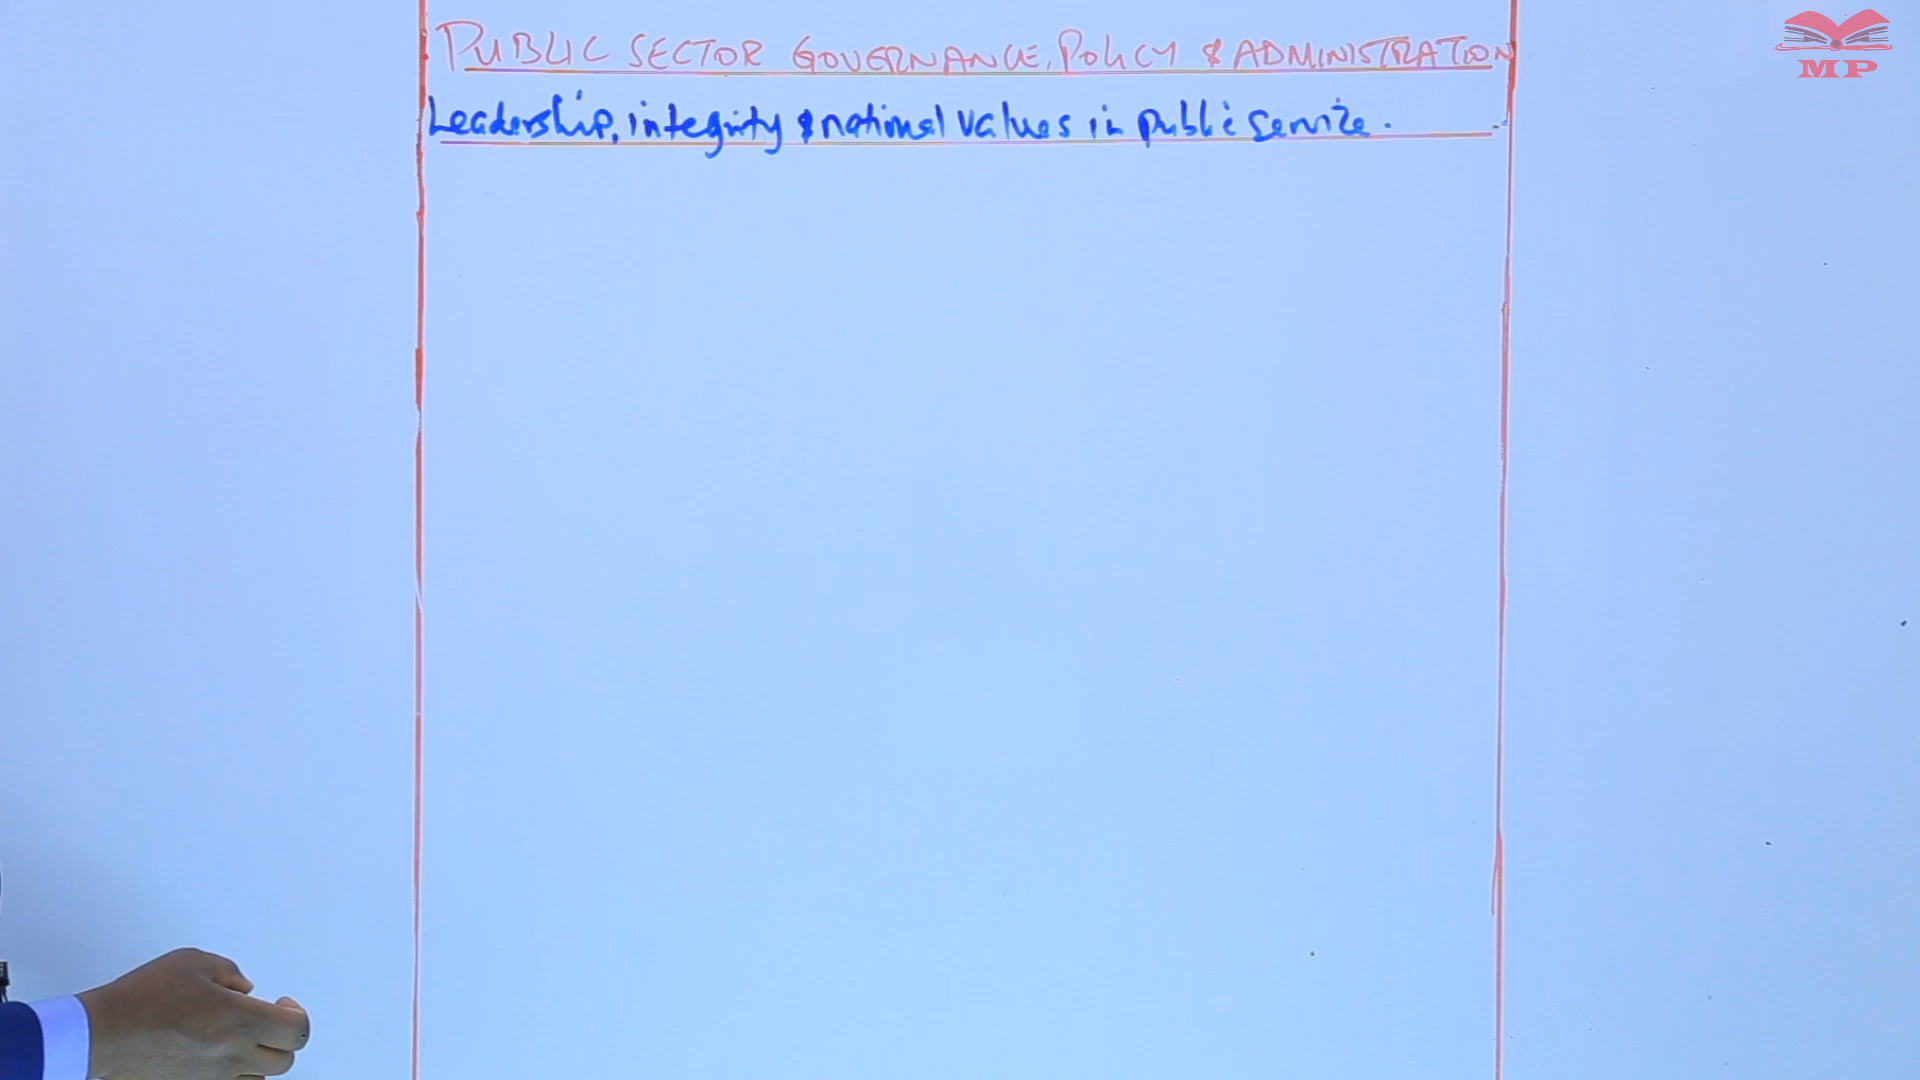 PUBLIC SECTOR GOVERNANCE, POLICY & ADMINISTRATION
Leadership, integrity & national values in public service.
MP